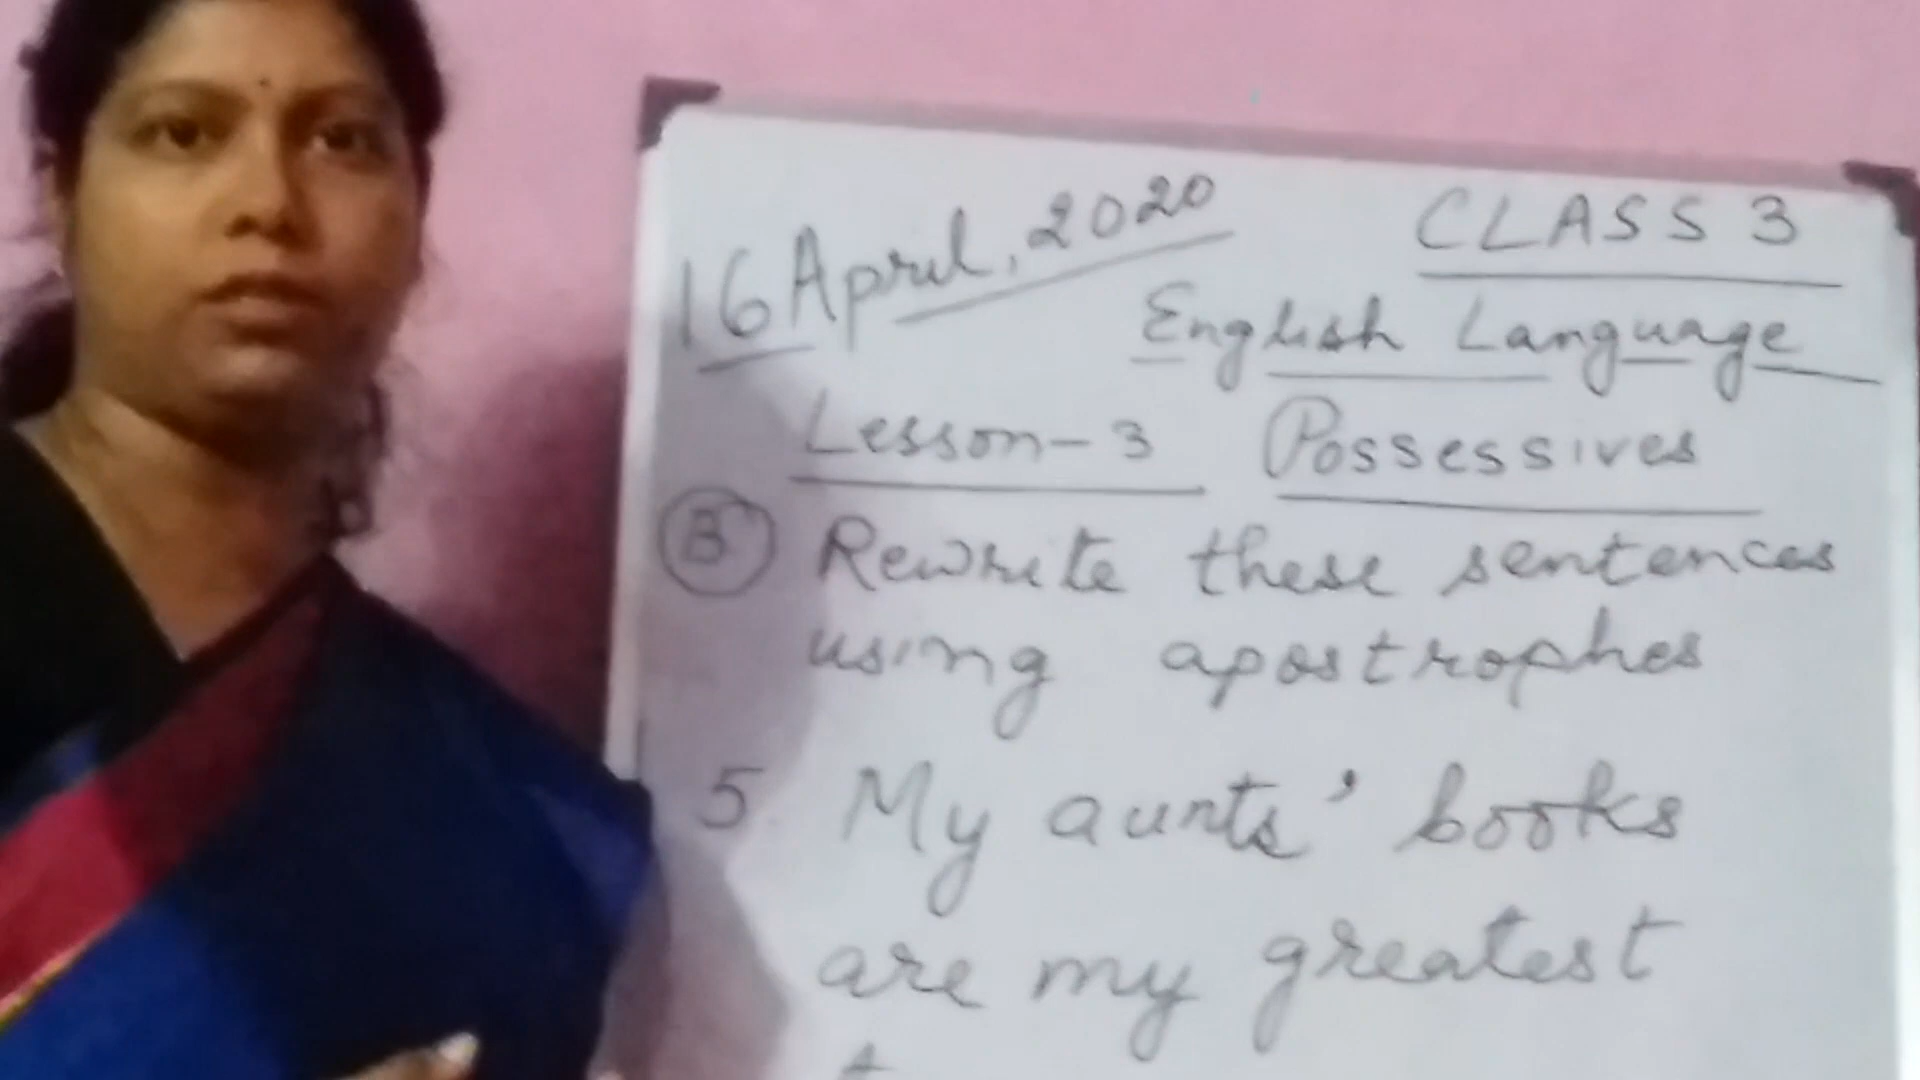 16 April, 2020
CLASS 3
English Language
Lesson-3 Possessives
B Rewrite these sentences
using apostrophes
5. My aunts' books
are my greatest